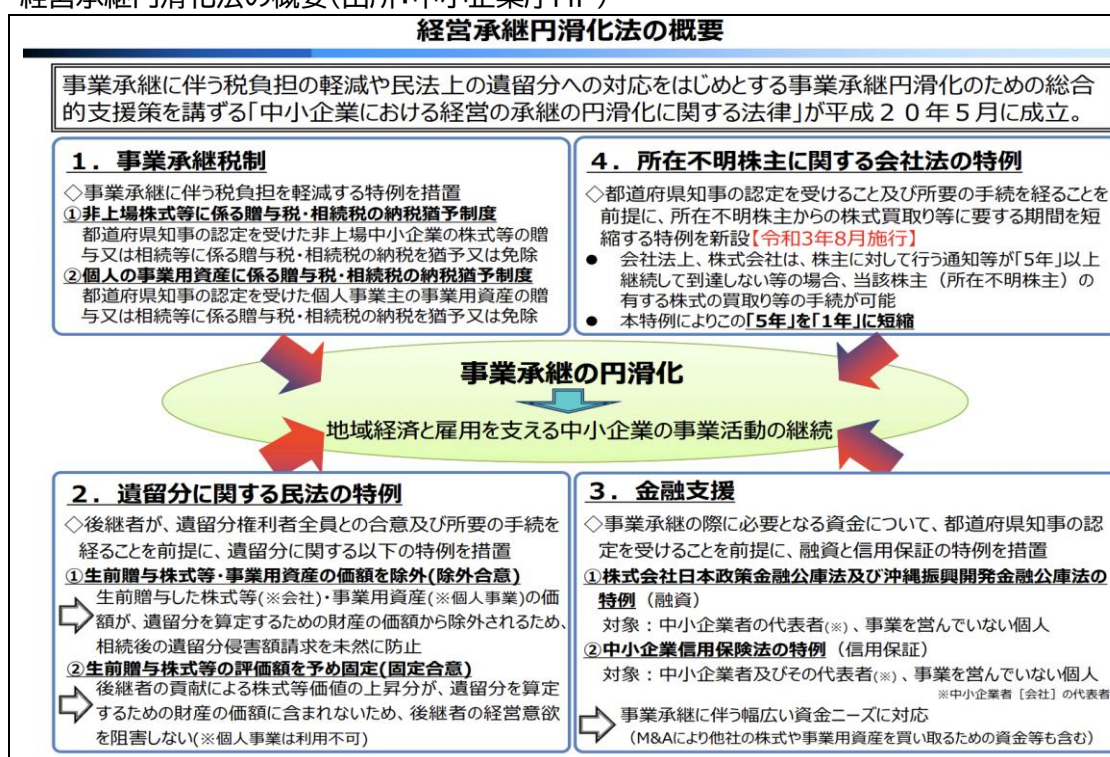 経営承継円滑化法の概要(出所:中小企業庁HP)
経営承継円滑化法の概要
事業承継に伴う税負担の軽減や民法上の遺留分への対応をはじめとする事業承継円滑化のための総合
的支援策を講ずる「中小企業における経営の承継の円滑化に関する法律」が平成20年5月に成立。
1. 事業承継税制
◇事業承継に伴う税負担を軽減する特例を措置
①非上場株式等に係る贈与税・相続税の納税猶予制度
都道府県知事の認定を受けた非上場中小企業の株式等の贈
与又は相続等に係る贈与税・相続税の納税を猶予又は免除
②個人の事業用資産に係る贈与税・相続税の納税猶予制度
都道府県知事の認定を受けた個人事業主の事業用資産の贈
与又は相続等に係る贈与税・相続税の納税を猶予又は免除
4. 所在不明株主に関する会社法の特例
◇都道府県知事の認定を受けること及び所要の手続を経ることを
前提に、所在不明株主からの株式買取り等に要する期間を短
縮する特例を新設【令和3年8月施行】
● 会社法上、株式会社は、株主に対して行う通知等が「5年」以上
継続して到達しない等の場合、当該株主（所在不明株主）の
有する株式の買取り等の手続が可能
● 本特例によりこの「5年」を「1年」に短縮
事業承継の円滑化
地域経済と雇用を支える中小企業の事業活動の継続
2. 遺留分に関する民法の特例
◇後継者が、遺留分権利者全員との合意及び所要の手続を
経ることを前提に、遺留分に関する以下の特例を措置
①生前贈与株式等・事業用資産の価額を除外(除外合意)
生前贈与した株式等(※会社)・事業用資産(※個人事業)の価
額が、遺留分を算定するための財産の価額から除外されるため、
相続後の遺留分侵害額請求を未然に防止
②生前贈与株式等の評価額を予め固定(固定合意)
後継者の貢献による株式等価値の上昇分が、遺留分を算定
するための財産の価額に含まれないため、後継者の経営意欲
を阻害しない(※個人事業は利用不可)
3. 金融支援
◇事業承継の際に必要となる資金について、都道府県知事の認
定を受けることを前提に、融資と信用保証の特例を措置
①株式会社日本政策金融公庫法及び沖縄振興開発金融公庫法の
特例（融資）
対象：中小企業者の代表者(※)、事業を営んでいない個人
②中小企業信用保険法の特例（信用保証）
対象：中小企業者及びその代表者(※)、事業を営んでいない個人
※中小企業者［会社］の代表者
事業承継に伴う幅広い資金ニーズに対応
（M&Aにより他社の株式や事業用資産を買い取るための資金等も含む）